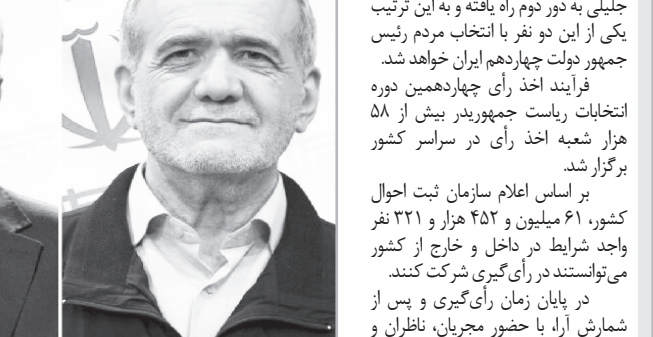 جلیلی به دور دوم راه یافته و به این ترتیب
یکی از این دو نفر با انتخاب مردم رئیس
جمهور دولت چهاردهم ایران خواهد شد.
فرآیند اخذ رأی چهاردهمین دوره
انتخابات ریاست جمهوریدر بیش از ۵۸
هزار شعبه اخذ رأی در سراسر کشور
برگزار شد.
بر اساس اعلام سازمان ثبت احوال
کشور، ۶۱ میلیون و ۴۵۲ هزار و ۳۲۱ نفر
واجد شرایط در داخل و خارج از کشور
می‌توانستند در رأی‌گیری شرکت کنند.
در پایان زمان رأی‌گیری و پس از
شمارش آرا، با حضور مجریان، ناظران و